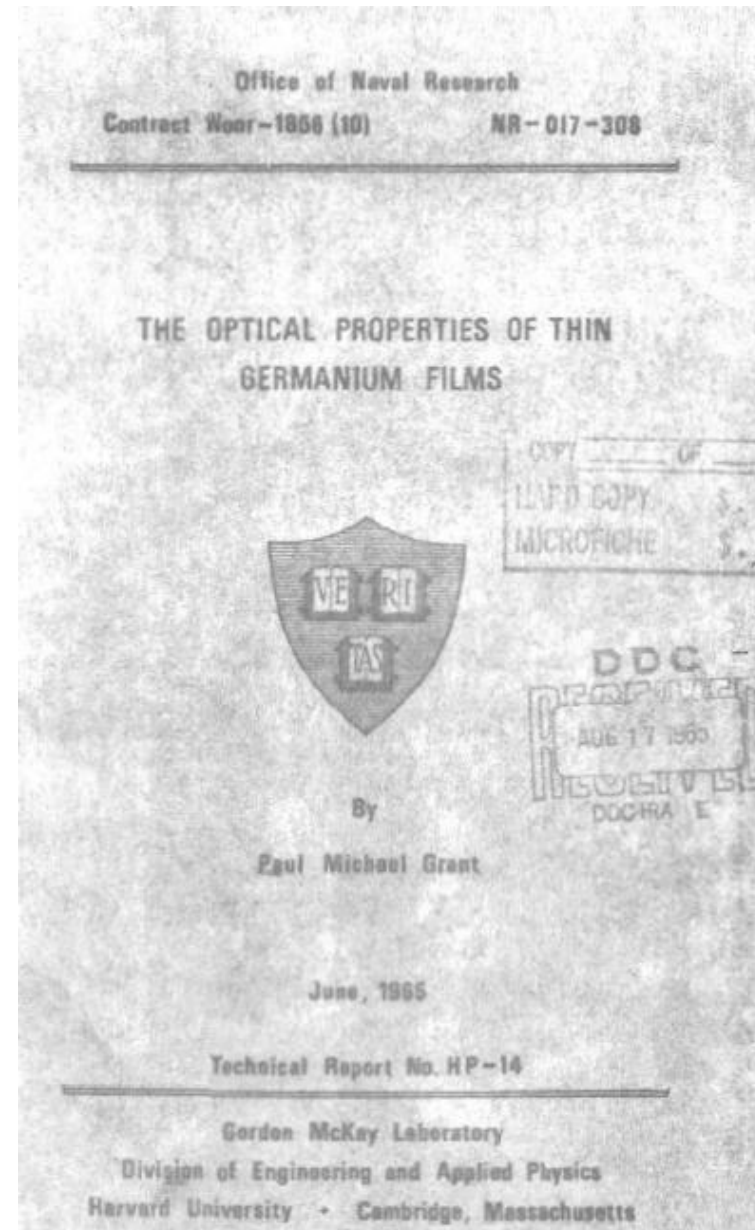 Office of Naval Research
Contract Nonr-1866 (10) NR-017-308
THE OPTICAL PROPERTIES OF THIN
GERMANIUM FILMS
COPY OF
HARD COPY $.
MICROFICHE $.
VE RI
TAS
DDC
AUG 17 1965
DDC-IRA E
By
Paul Michael Grant
June, 1965
Technical Report No. HP-14
Gordon McKay Laboratory
Division of Engineering and Applied Physics
Harvard University • Cambridge, Massachusetts